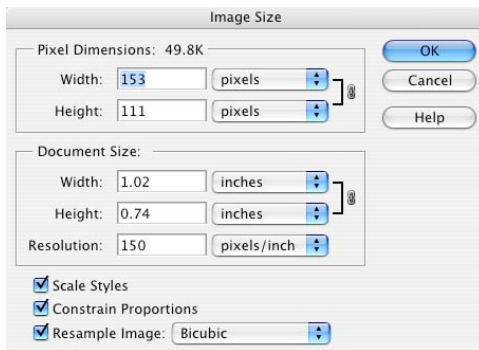 Image Size
Pixel Dimensions: 49.8K
Width: 153 pixels
Height: 111 pixels
OK
Cancel
Help
Document Size:
Width: 1.02 inches
Height: 0.74 inches
Resolution: 150 pixels/inch
Scale Styles
Constrain Proportions
Resample Image: Bicubic